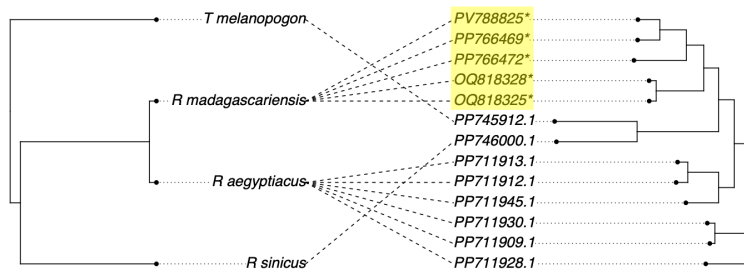 T melanopogon
R madagascariensis
R aegyptiacus
R sinicus
PV788825*
PP766469*
PP766472*
OQ818328*
OQ818325*
PP745912.1
PP746000.1
PP711913.1
PP711912.1
PP711945.1
PP711930.1
PP711909.1
PP711928.1